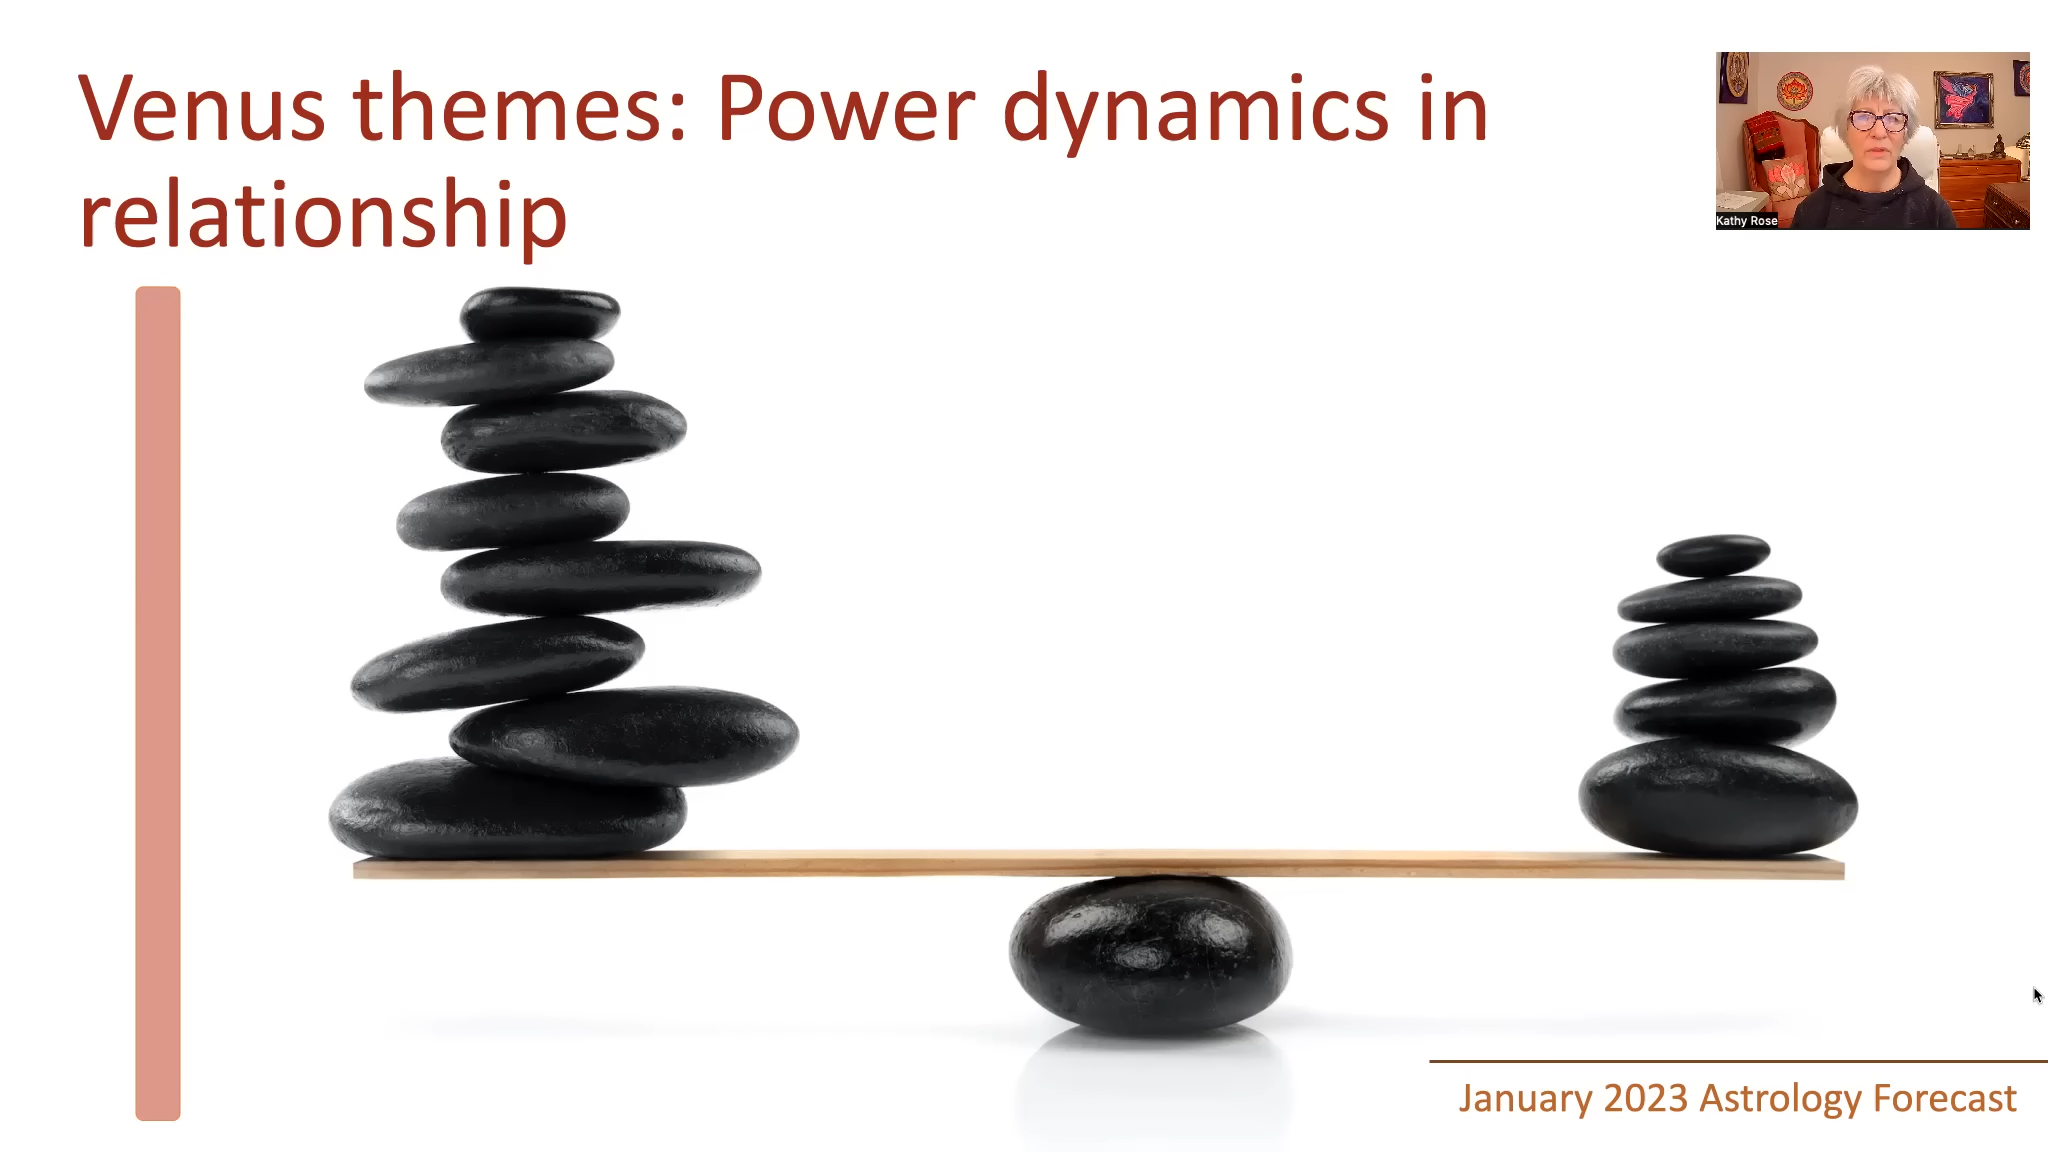 Venus themes: Power dynamics in
relationship
Kathy Rose
January 2023 Astrology Forecast